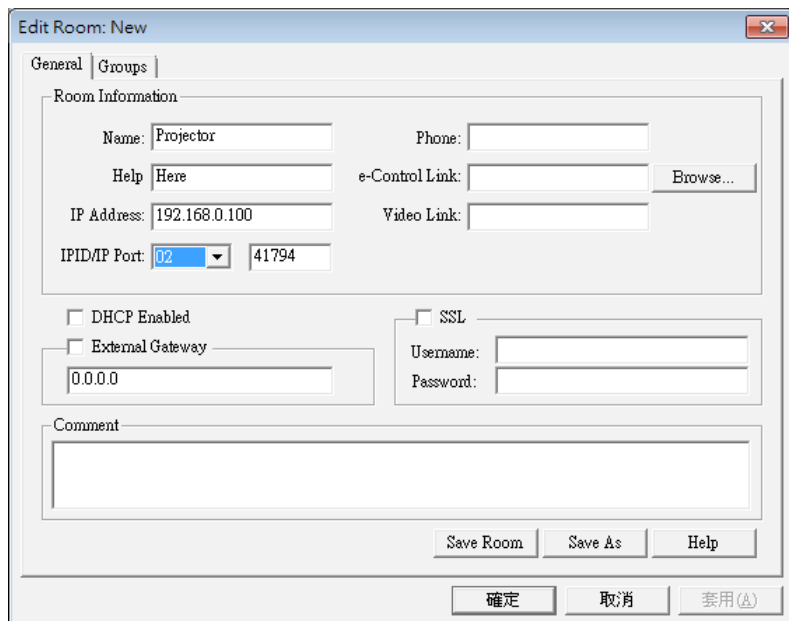 Edit Room: New
General Groups
Room Information
Name: Projector Phone:
Help Here e-Control Link: Browse...
IP Address: 192.168.0.100 Video Link:
IPID/IP Port: 02 41794
DHCP Enabled SSL
External Gateway Username:
0.0.0.0 Password:
Comment
Save Room Save As Help
確定 取消 套用(A)